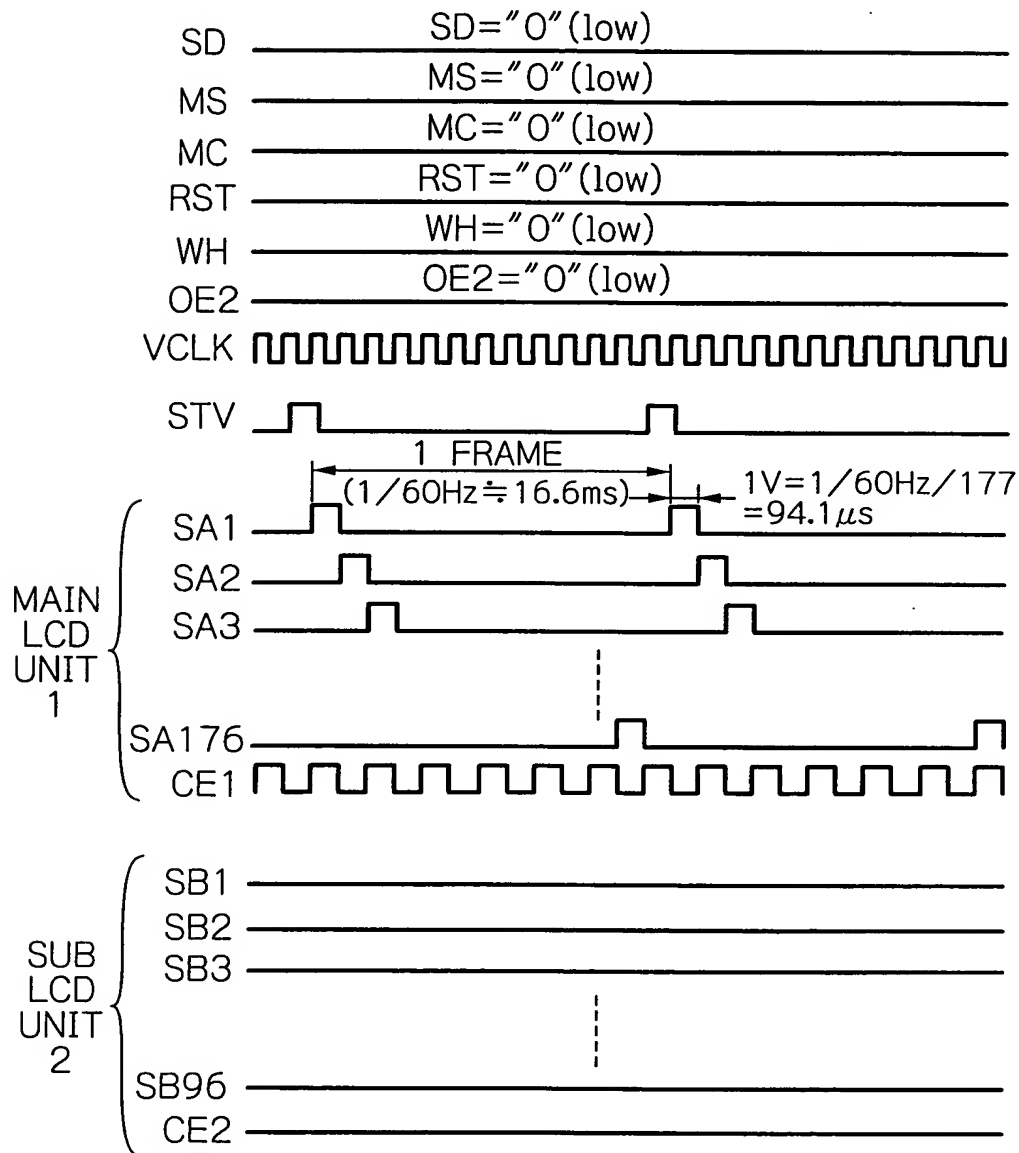 SD SD="0"(low)
MS MS="0"(low)
MC MC="0"(low)
RST RST="0"(low)
WH WH="0"(low)
OE2 OE2="0"(low)
VCLK
STV
1 FRAME
(1/60Hz≒16.6ms)
1V=1/60Hz/177
=94.1μs
MAIN
LCD
UNIT
1
SA1
SA2
SA3
SA176
CE1
SUB
LCD
UNIT
2
SB1
SB2
SB3
SB96
CE2